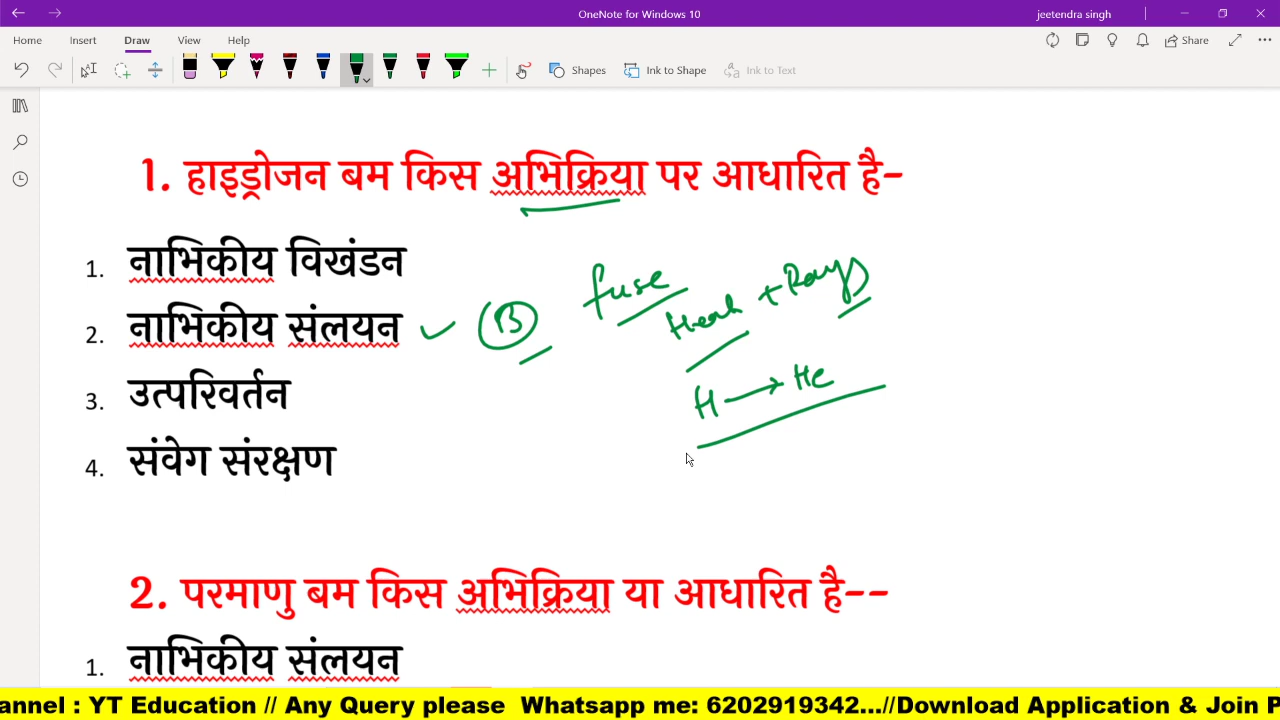 OneNote for Windows 10
jeetendra singh
Home Insert Draw View Help
Share
Shapes Ink to Shape Ink to Text
1. हाइड्रोजन बम किस अभिक्रिया पर आधारित है-
1. नाभिकीय विखंडन
2. नाभिकीय संलयन
(B)
fuse
Heat + Rays
H → He
3. उत्परिवर्तन
4. संवेग संरक्षण
2. परमाणु बम किस अभिक्रिया या आधारित है--
1. नाभिकीय संलयन
annel : YT Education // Any Query please Whatsapp me: 6202919342...//Download Application & Join P